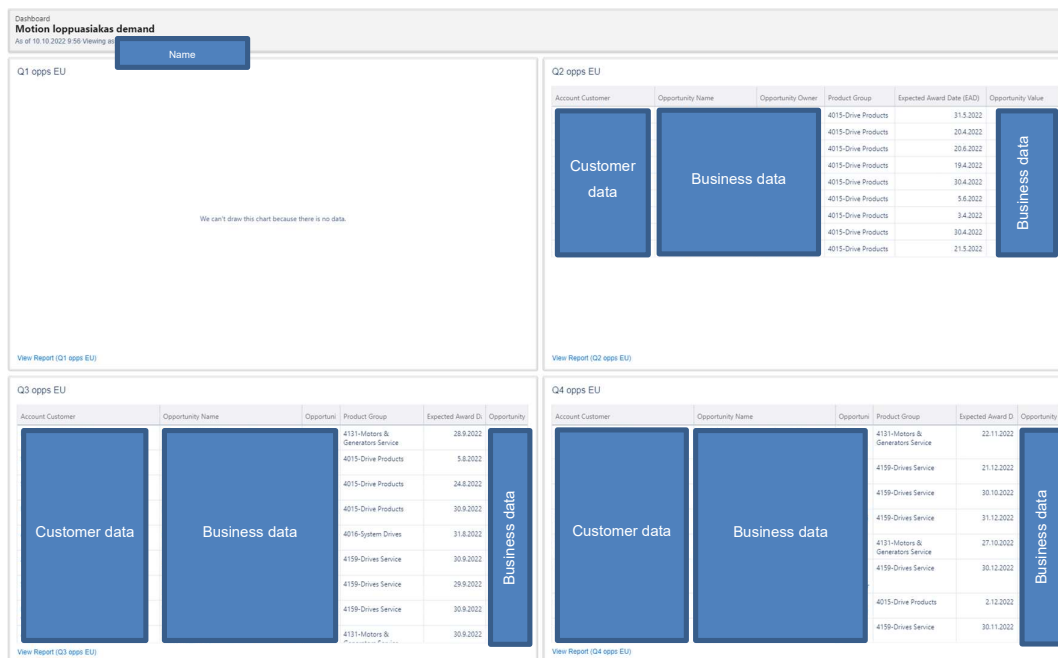 Dashboard
Motion loppuasiakas demand
As of 10.10.2022 9:56 Viewing as
Name
Q1 opps EU
We can't draw this chart because there is no data.
View Report (Q1 opps EU)
Q2 opps EU
Account Customer Opportunity Name Opportunity Owner Product Group Expected Award Date (EAD) Opportunity Value
4015-Drive Products 31.5.2022
4015-Drive Products 20.4.2022
4015-Drive Products 20.6.2022
4015-Drive Products 19.4.2022
4015-Drive Products 30.4.2022
4015-Drive Products 5.6.2022
4015-Drive Products 3.4.2022
4015-Drive Products 30.4.2022
4015-Drive Products 21.5.2022
Customer
data
Business data
Business data
View Report (Q2 opps EU)
Q3 opps EU
Account Customer Opportunity Name Opportuni Product Group Expected Award D Opportunity
4131-Motors & 28.9.2022
Generators Service
4015-Drive Products 5.8.2022
4015-Drive Products 24.8.2022
4015-Drive Products 30.9.2022
4016-System Drives 31.8.2022
4159-Drives Service 30.9.2022
4159-Drives Service 29.9.2022
4159-Drives Service 30.9.2022
4131-Motors & 30.9.2022
Customer data
Business data
Business data
View Report (Q3 opps EU)
Q4 opps EU
Account Customer Opportunity Name Opportuni Product Group Expected Award D Opportunity
4131-Motors & 22.11.2022
Generators Service
4159-Drives Service 21.12.2022
4159-Drives Service 30.10.2022
4159-Drives Service 31.12.2022
4131-Motors & 27.10.2022
Generators Service
4159-Drives Service 30.12.2022
4015-Drive Products 2.12.2022
4159-Drives Service 30.11.2022
Customer data
Business data
Business data
View Report (Q4 opps EU)